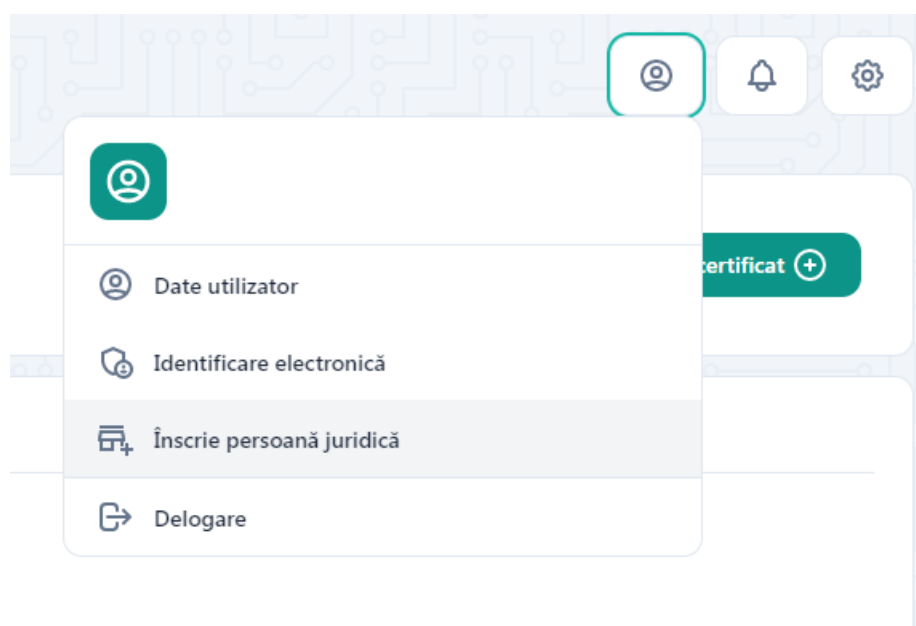 certificat
Date utilizator
Identificare electronică
Înscrie persoană juridică
Delogare